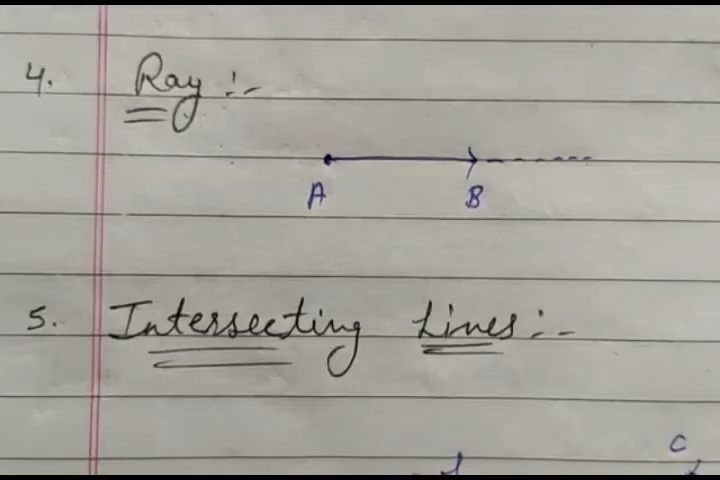 4. Ray :-
A B
5. Intersecting Lines :-
C